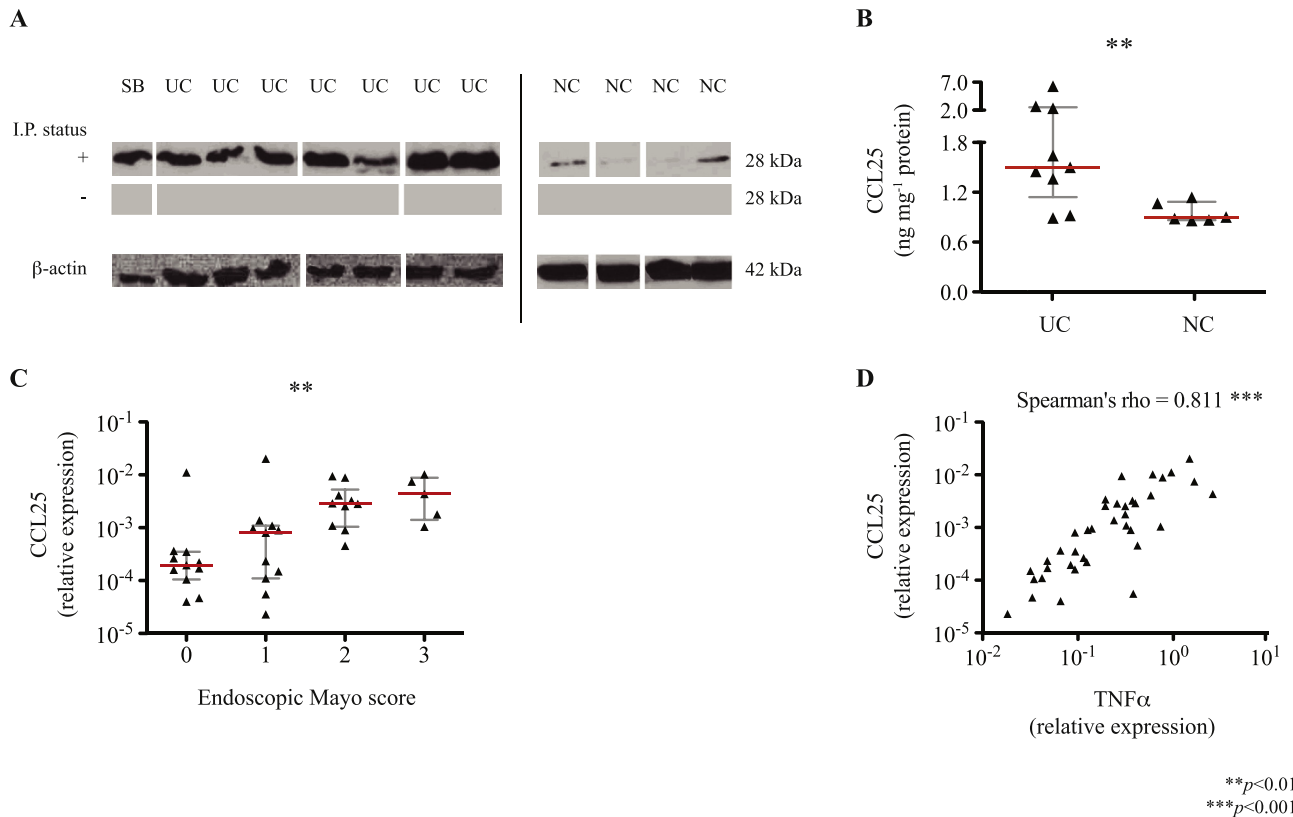 A
SB UC UC UC UC UC UC UC NC NC NC NC
I.P. status
+ 28 kDa
- 28 kDa
β-actin 42 kDa
B
**
CCL25
(ng mg⁻¹ protein)
7.0
2.0
1.8
1.2
0.6
0.0
UC NC
C
**
CCL25
(relative expression)
10⁻¹
10⁻²
10⁻³
10⁻⁴
10⁻⁵
0 1 2 3
Endoscopic Mayo score
D
Spearman's rho = 0.811 ***
CCL25
(relative expression)
10⁻¹
10⁻²
10⁻³
10⁻⁴
10⁻⁵
10⁻² 10⁻¹ 10⁰ 10¹
TNFα
(relative expression)
**p<0.01
***p<0.001